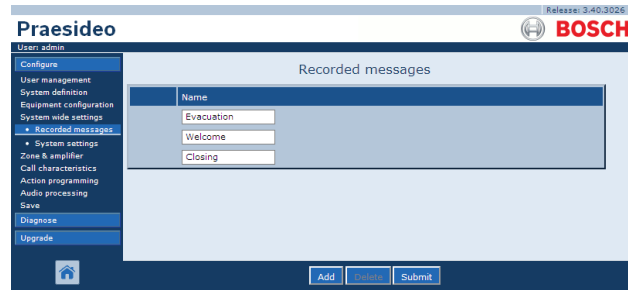 Release: 3.40.3026
Praesideo
BOSCH
User: admin
Configure
User management
System definition
Equipment configuration
System wide settings
• Recorded messages
• System settings
Zone & amplifier
Call characteristics
Action programming
Audio processing
Save
Diagnose
Upgrade
Recorded messages
Name
Evacuation
Welcome
Closing
Add Delete Submit